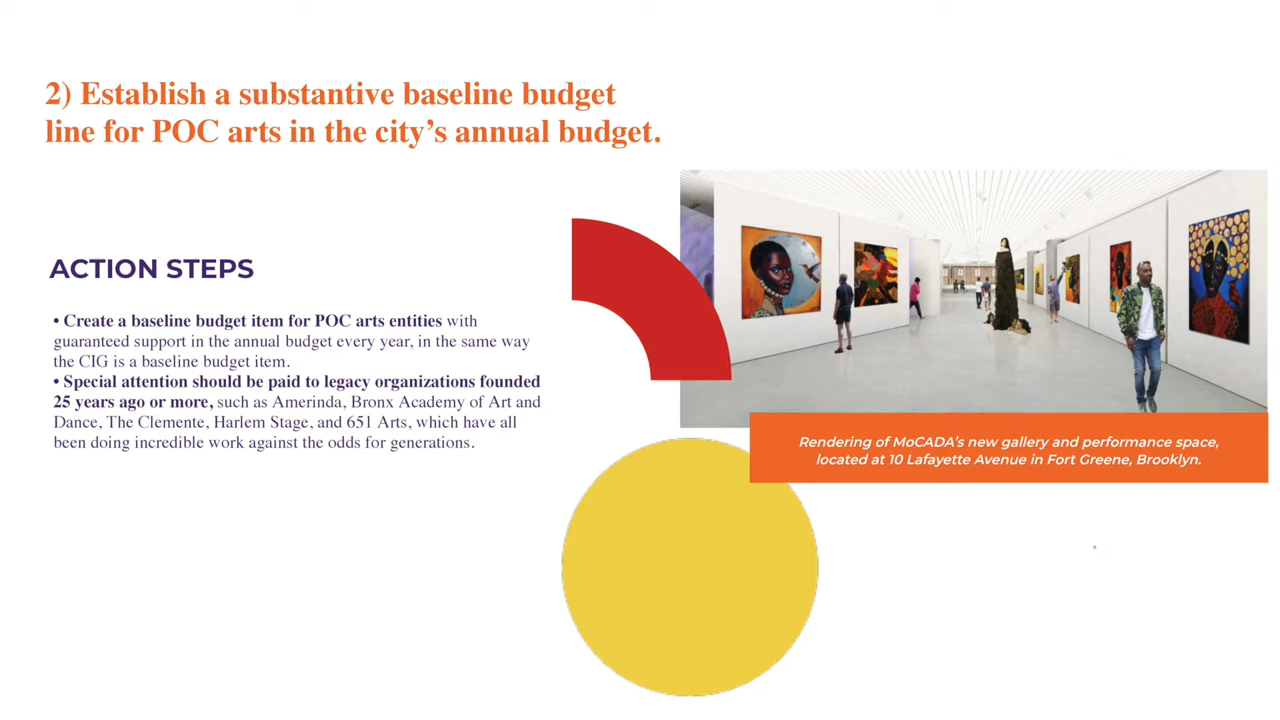 2) Establish a substantive baseline budget
line for POC arts in the city’s annual budget.
ACTION STEPS
• Create a baseline budget item for POC arts entities with
guaranteed support in the annual budget every year, in the same way
the CIG is a baseline budget item.
• Special attention should be paid to legacy organizations founded
25 years ago or more, such as Amerinda, Bronx Academy of Art and
Dance, The Clemente, Harlem Stage, and 651 Arts, which have all
been doing incredible work against the odds for generations.
Rendering of MoCADA’s new gallery and performance space,
located at 10 Lafayette Avenue in Fort Greene, Brooklyn.